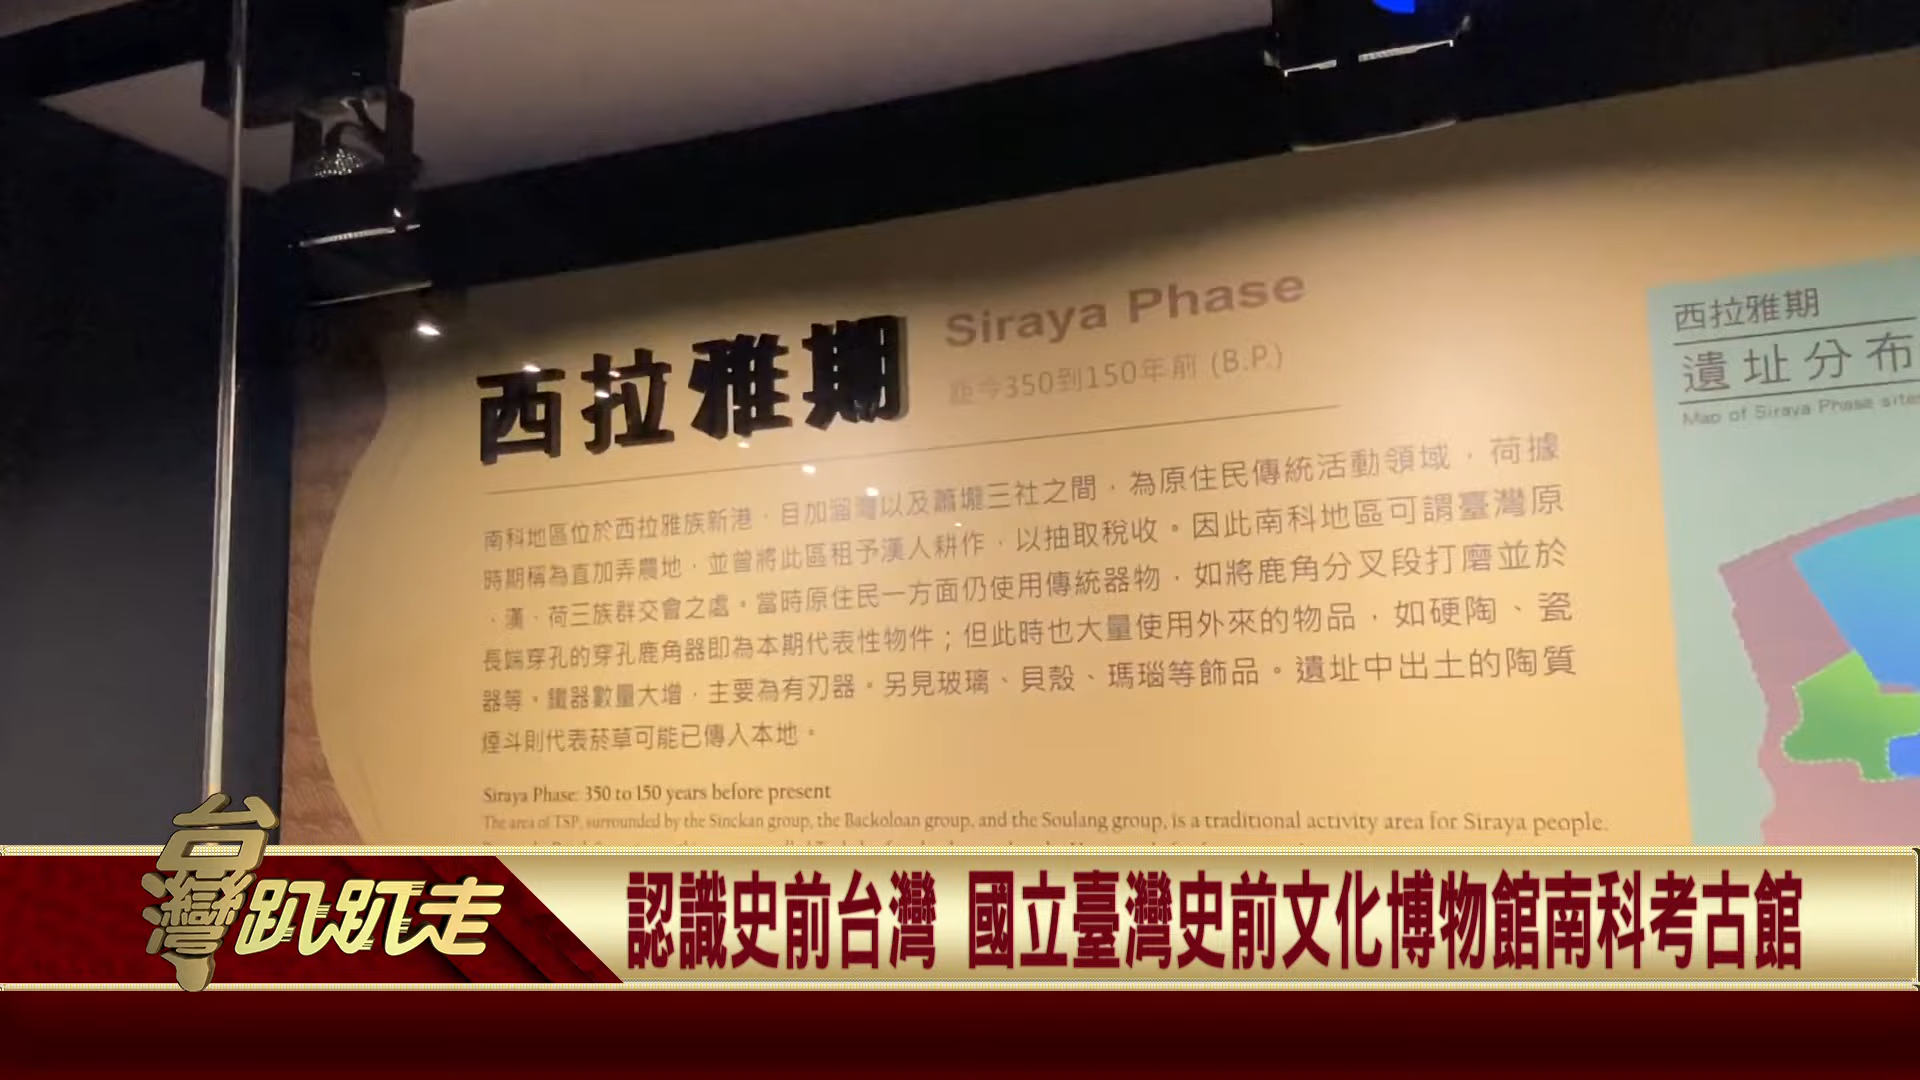 西拉雅期
Siraya Phase
距今350到150年前 (B.P.)
南科地區位於西拉雅族新港，目加溜灣以及蕭壠三社之間，為原住民傳統活動領域，荷據
時期稱為直加弄農地，並曾將此區租予漢人耕作，以抽取稅收。因此南科地區可謂臺灣原
、漢、荷三族群交會之處。當時原住民一方面仍使用傳統器物，如將鹿角分叉段打磨並於
長端穿孔的穿孔鹿角器即為本期代表性物件；但此時也大量使用外來的物品，如硬陶、瓷
器等。鐵器數量大增，主要為有刃器。另見玻璃、貝殼、瑪瑙等飾品。遺址中出土的陶質
煙斗則代表菸草可能已傳入本地。
Siraya Phase: 350 to 150 years before present
The area of TSP, surrounded by the Sinckan group, the Backoloan group, and the Soulang group, is a traditional activity area for Siraya people.
西拉雅期
遺址分布
Map of Siraya Phase sites
台灣趴趴走
認識史前台灣 國立臺灣史前文化博物館南科考古館